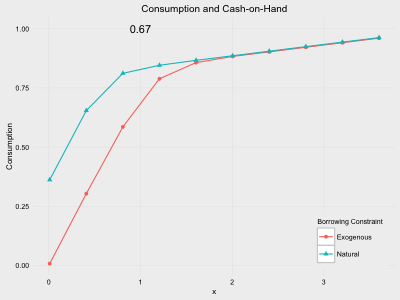 Consumption and Cash-on-Hand
0.67
1.00
0.75
0.50
0.25
0.00
Consumption
0
1
2
3
x
Borrowing Constraint
Exogenous
Natural